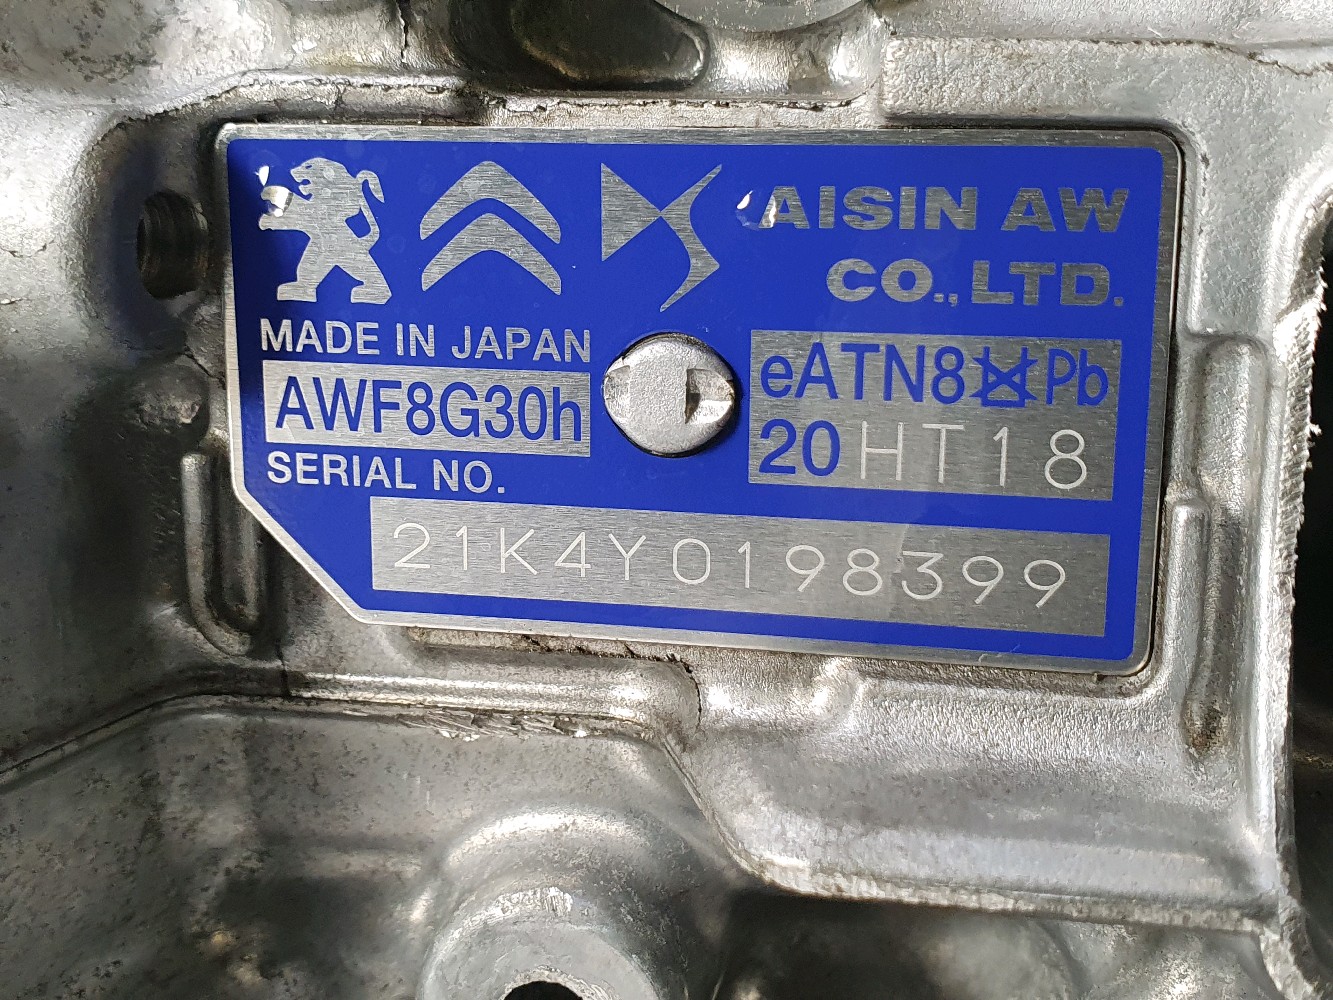 AISIN AW
CO.,LTD.
MADE IN JAPAN
AWF8G30h
eATN8 Pb
20HT18
SERIAL NO.
21K4Y0198399